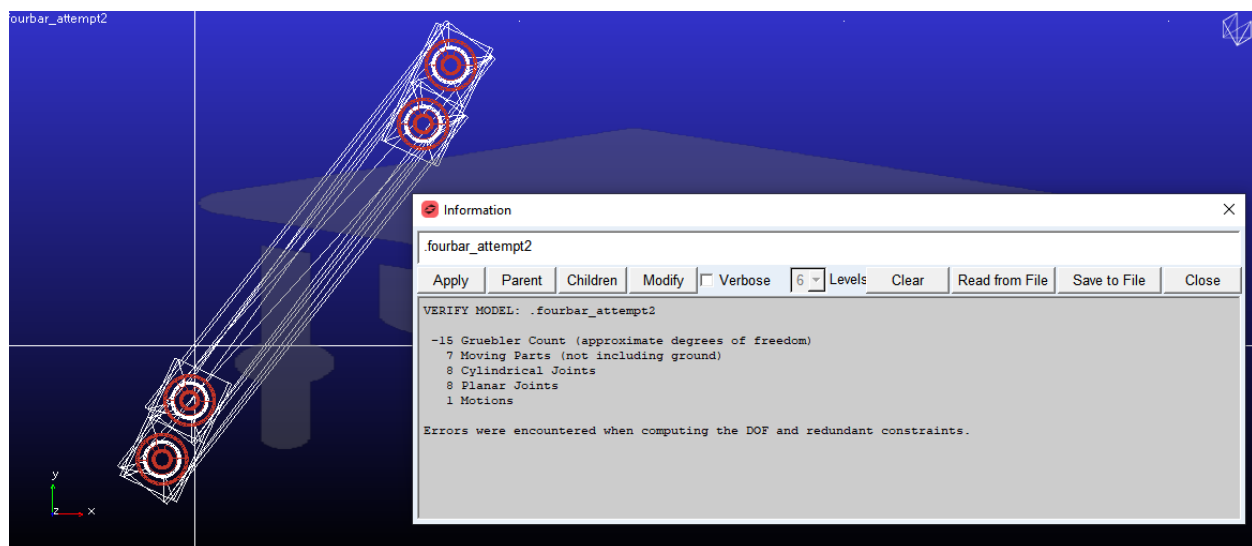 fourbar_attempt2
Information
.fourbar_attempt2
Apply Parent Children Modify Verbose 6 Levels Clear Read from File Save to File Close
VERIFY MODEL: .fourbar_attempt2
-15 Gruebler Count (approximate degrees of freedom)
7 Moving Parts (not including ground)
8 Cylindrical Joints
8 Planar Joints
1 Motions
Errors were encountered when computing the DOF and redundant constraints.
y
z x